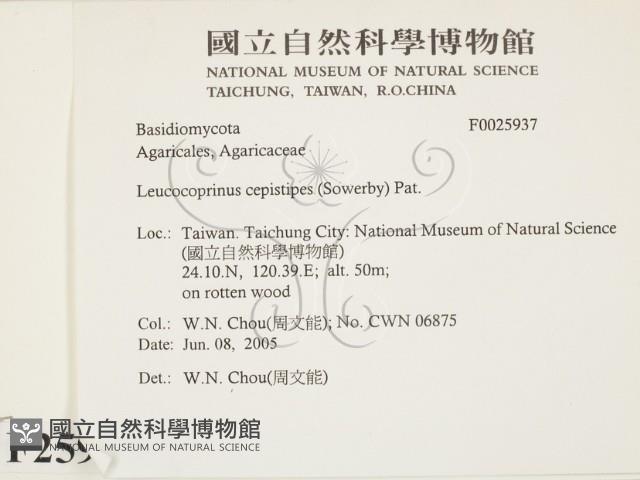 國立自然科學博物館
NATIONAL MUSEUM OF NATURAL SCIENCE
TAICHUNG, TAIWAN, R.O.CHINA
Basidiomycota F0025937
Agaricales, Agaricaceae
Leucocoprinus cepistipes (Sowerby) Pat.
Loc.: Taiwan. Taichung City: National Museum of Natural Science
(國立自然科學博物館)
24.10.N, 120.39.E; alt. 50m;
on rotten wood
Col.: W.N. Chou(周文能); No. CWN 06875
Date: Jun. 08, 2005
Det.: W.N. Chou(周文能)
國立自然科學博物館
NATIONAL MUSEUM OF NATURAL SCIENCE